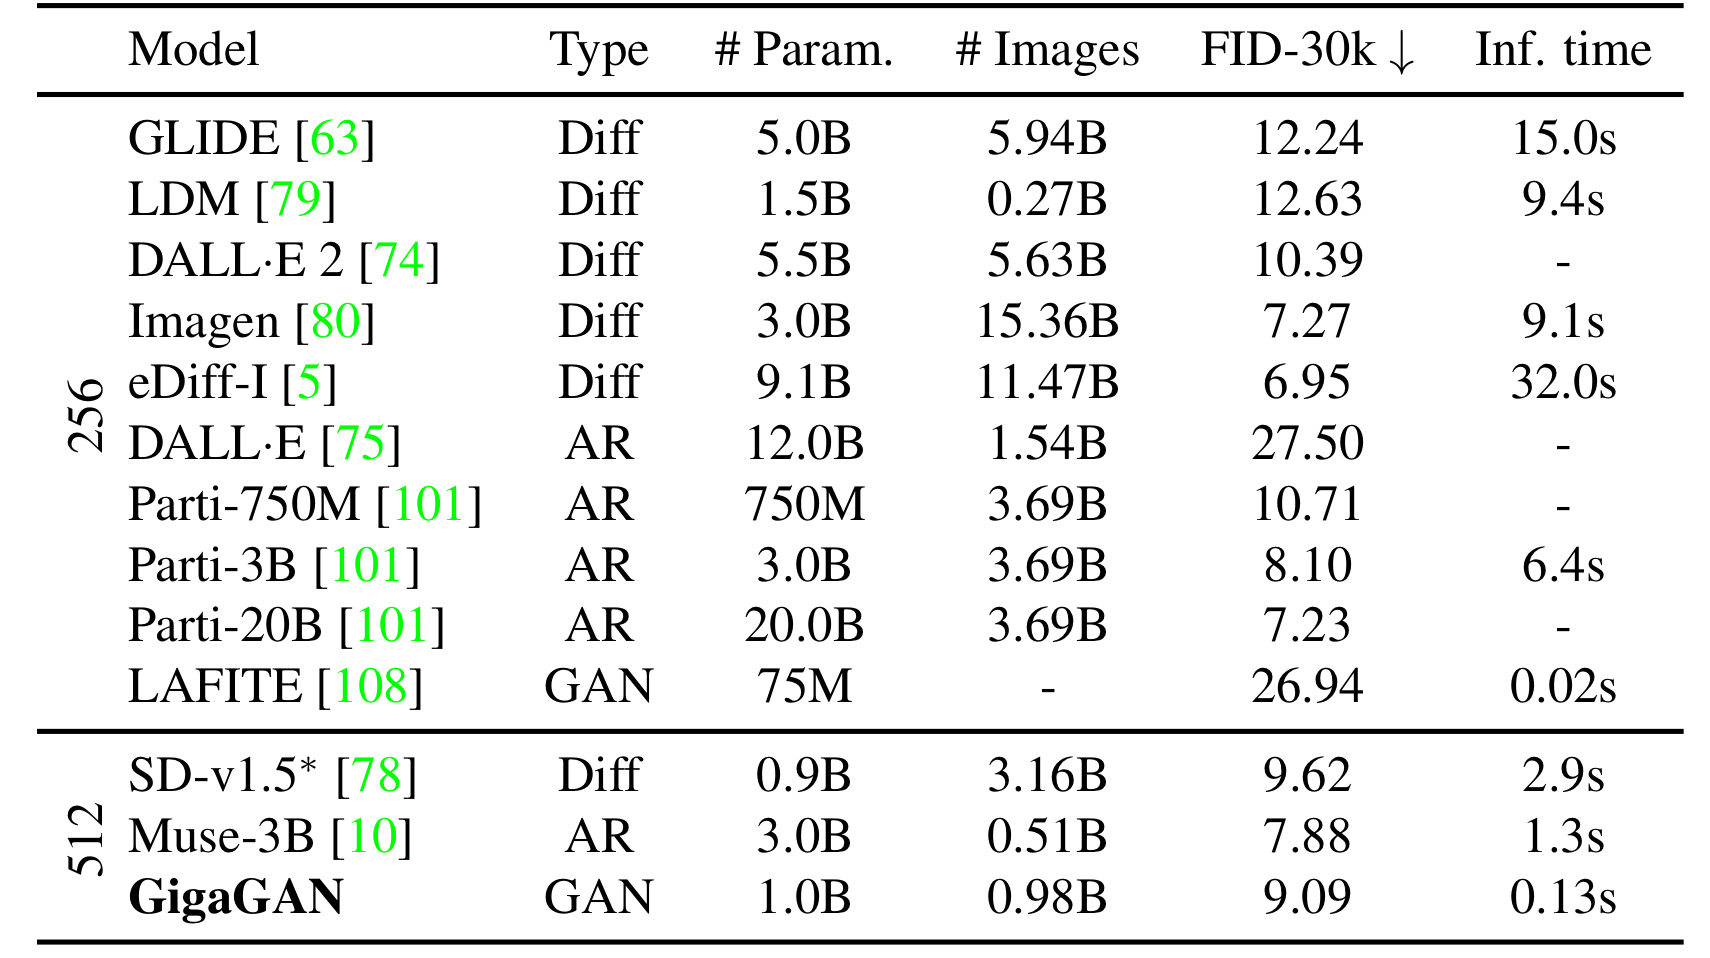 Model Type # Param. # Images FID-30k ↓ Inf. time
256
GLIDE [63] Diff 5.0B 5.94B 12.24 15.0s
LDM [79] Diff 1.5B 0.27B 12.63 9.4s
DALL·E 2 [74] Diff 5.5B 5.63B 10.39 -
Imagen [80] Diff 3.0B 15.36B 7.27 9.1s
eDiff-I [5] Diff 9.1B 11.47B 6.95 32.0s
DALL·E [75] AR 12.0B 1.54B 27.50 -
Parti-750M [101] AR 750M 3.69B 10.71 -
Parti-3B [101] AR 3.0B 3.69B 8.10 6.4s
Parti-20B [101] AR 20.0B 3.69B 7.23 -
LAFITE [108] GAN 75M - 26.94 0.02s
512
SD-v1.5* [78] Diff 0.9B 3.16B 9.62 2.9s
Muse-3B [10] AR 3.0B 0.51B 7.88 1.3s
GigaGAN GAN 1.0B 0.98B 9.09 0.13s